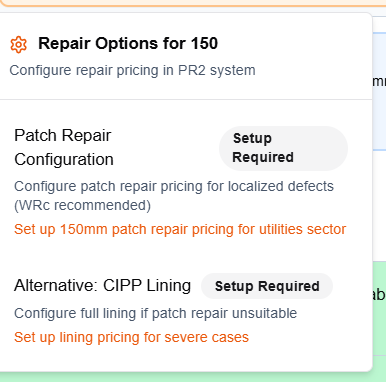 Repair Options for 150
Configure repair pricing in PR2 system
Patch Repair
Configuration
Setup
Required
Configure patch repair pricing for localized defects
(WRc recommended)
Set up 150mm patch repair pricing for utilities sector
Alternative: CIPP Lining
Setup Required
Configure full lining if patch repair unsuitable
Set up lining pricing for severe cases